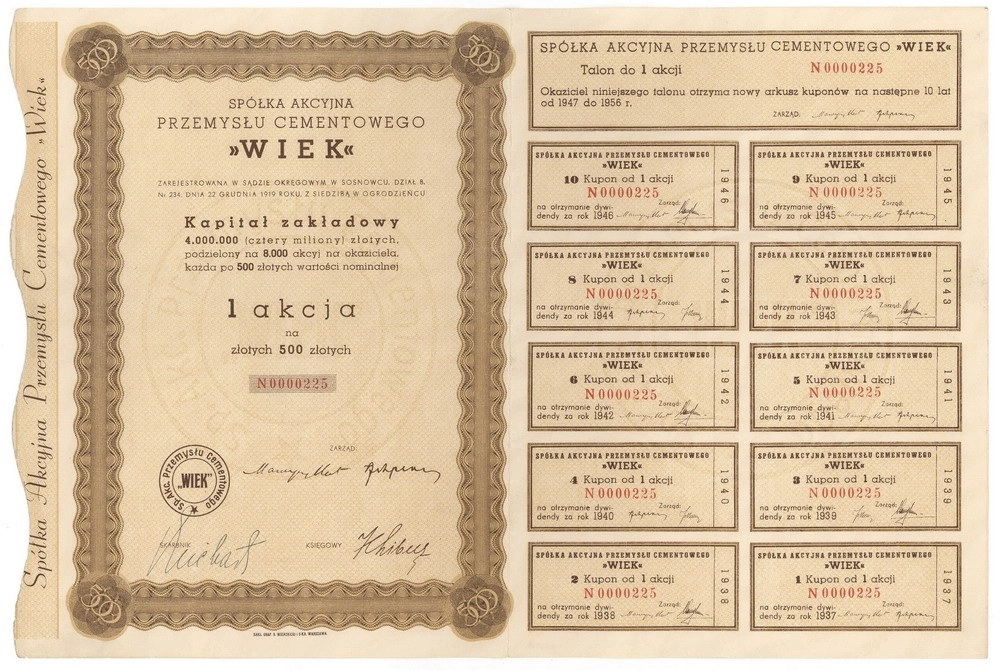 Spółka Akcyjna Przemysłu Cementowego »Wiek«
500
500
SPÓŁKA AKCYJNA
PRZEMYSŁU CEMENTOWEGO
»WIEK«
ZAREJESTROWANA W SĄDZIE OKRĘGOWYM W SOSNOWCU, DZIAŁ B,
Nr 234, DNIA 22 GRUDNIA 1919 ROKU, Z SIEDZIBĄ W OGRODZIEŃCU
Kapitał zakładowy
4.000.000 (cztery miliony) złotych,
podzielony na 8.000 akcyj na okaziciela,
każda po 500 złotych wartości nominalnej
1 akcja
na
złotych 500 złotych
N0000225
ZARZĄD:
Sp. Akc. Przemysłu Cementowego
„WIEK"
SKARBNIK
KSIĘGOWY
500
500
SPÓŁKA AKCYJNA PRZEMYSŁU CEMENTOWEGO »WIEK«
Talon do 1 akcji N0000225
Okaziciel niniejszego talonu otrzyma nowy arkusz kuponów na następne 10 lat
od 1947 do 1956 r.
ZARZĄD:
SPÓŁKA AKCYJNA PRZEMYSŁU CEMENTOWEGO
»WIEK«
10 Kupon od 1 akcji
N0000225
na otrzymanie dywi-
dendy za rok 1946
Zarząd:
1946
SPÓŁKA AKCYJNA PRZEMYSŁU CEMENTOWEGO
»WIEK«
9 Kupon od 1 akcji
N0000225
na otrzymanie dywi-
dendy za rok 1945
Zarząd:
1945
SPÓŁKA AKCYJNA PRZEMYSŁU CEMENTOWEGO
»WIEK«
8 Kupon od 1 akcji
N0000225
na otrzymanie dywi-
dendy za rok 1944
Zarząd:
1944
SPÓŁKA AKCYJNA PRZEMYSŁU CEMENTOWEGO
»WIEK«
7 Kupon od 1 akcji
N0000225
na otrzymanie dywi-
dendy za rok 1943
Zarząd:
1943
SPÓŁKA AKCYJNA PRZEMYSŁU CEMENTOWEGO
»WIEK«
6 Kupon od 1 akcji
N0000225
na otrzymanie dywi-
dendy za rok 1942
Zarząd:
1942
SPÓŁKA AKCYJNA PRZEMYSŁU CEMENTOWEGO
»WIEK«
5 Kupon od 1 akcji
N0000225
na otrzymanie dywi-
dendy za rok 1941
Zarząd:
1941
SPÓŁKA AKCYJNA PRZEMYSŁU CEMENTOWEGO
»WIEK«
4 Kupon od 1 akcji
N0000225
na otrzymanie dywi-
dendy za rok 1940
Zarząd:
1940
SPÓŁKA AKCYJNA PRZEMYSŁU CEMENTOWEGO
»WIEK«
3 Kupon od 1 akcji
N0000225
na otrzymanie dywi-
dendy za rok 1939
Zarząd:
1939
SPÓŁKA AKCYJNA PRZEMYSŁU CEMENTOWEGO
»WIEK«
2 Kupon od 1 akcji
N0000225
na otrzymanie dywi-
dendy za rok 1938
Zarząd:
1938
SPÓŁKA AKCYJNA PRZEMYSŁU CEMENTOWEGO
»WIEK«
1 Kupon od 1 akcji
N0000225
na otrzymanie dywi-
dendy za rok 1937
Zarząd:
1937